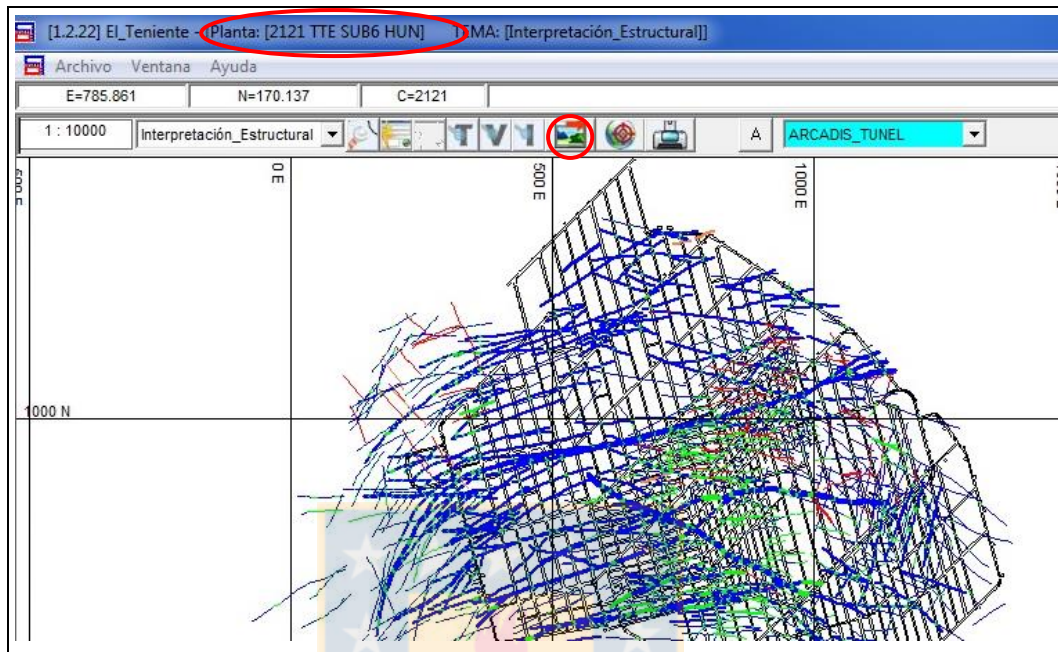 [1.2.22] El_Teniente - [Planta: [2121 TTE SUB6 HUN] TEMA: [Interpretación_Estructural]]
Archivo Ventana Ayuda
E=785.861 N=170.137 C=2121
1 : 10000 Interpretación_Estructural T V I A ARCADIS_TUNEL
0 E
500 E
1000 E
1000 N